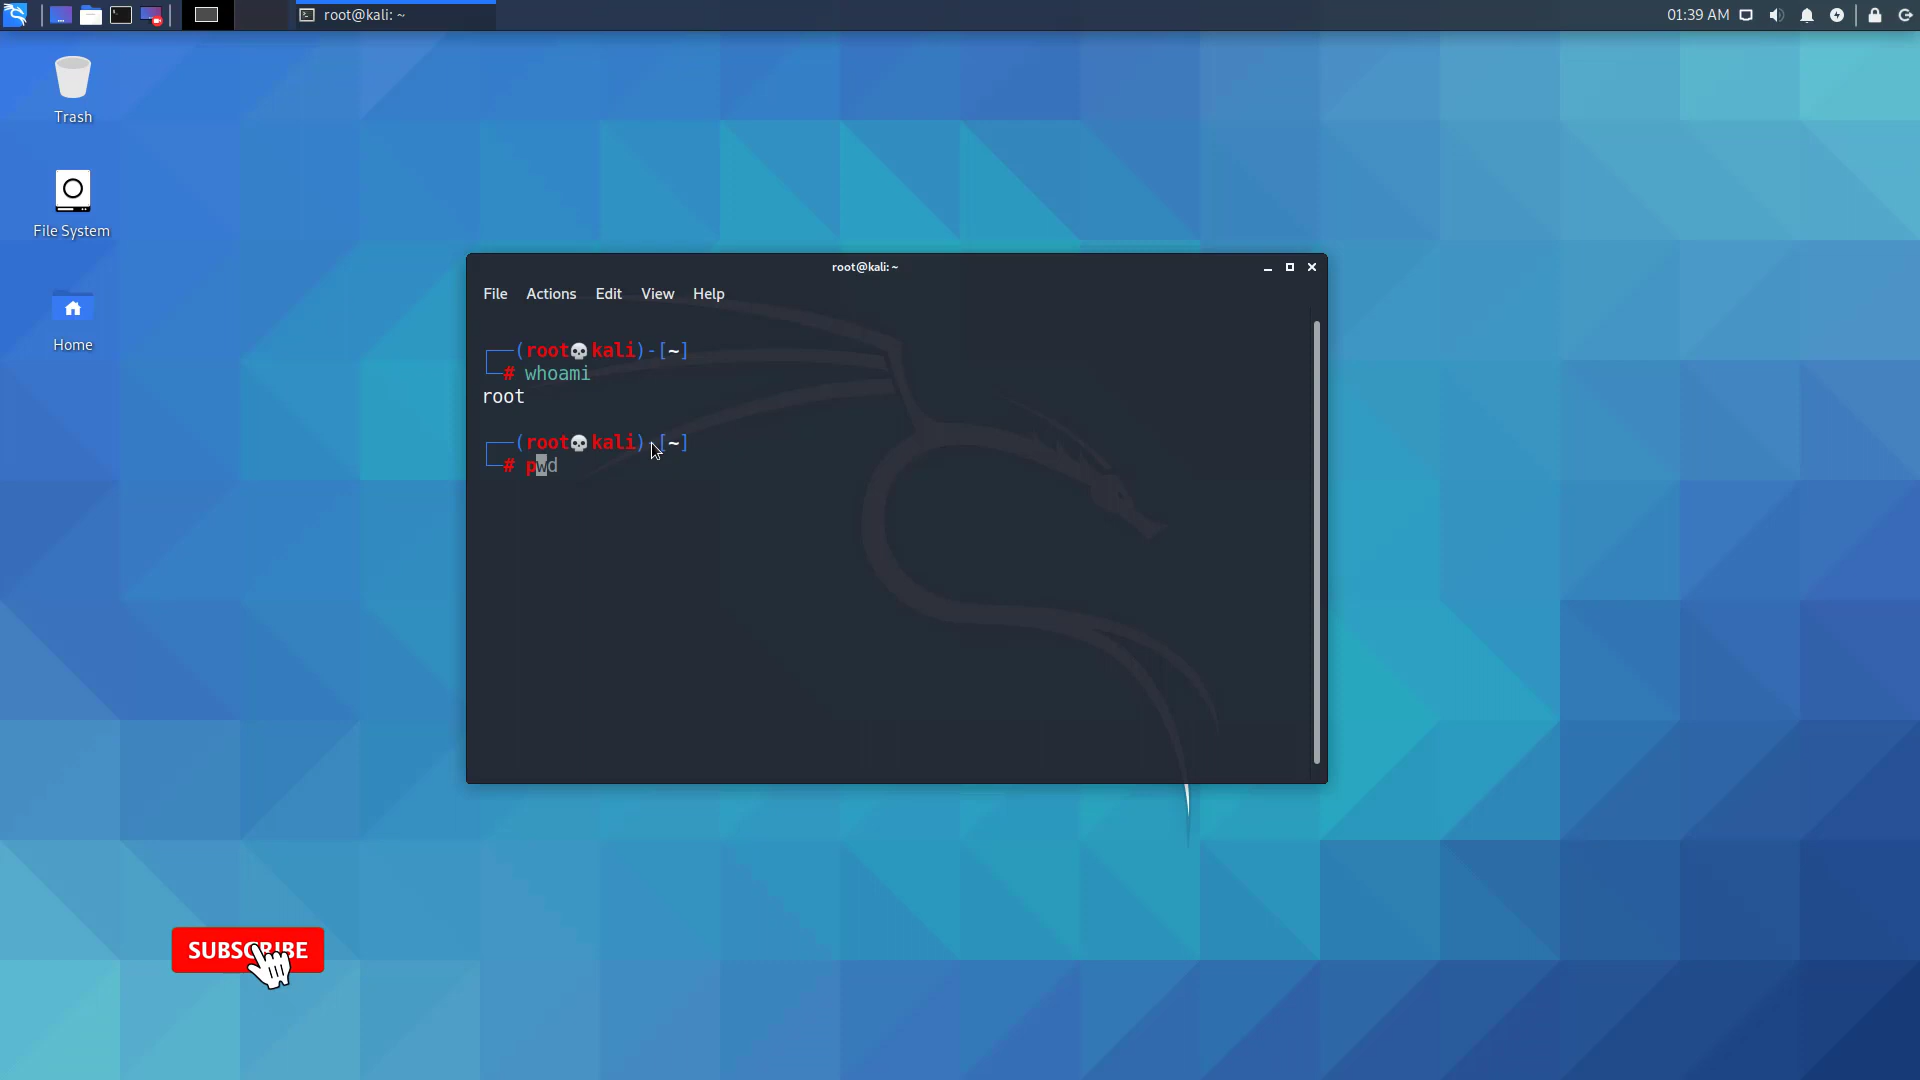 root@kali: ~
01:39 AM
Trash
File System
Home
root@kali: ~
File Actions Edit View Help
┌──(root💀kali)-[~]
└─# whoami
root
┌──(root💀kali)-[~]
└─# pwd
SUBSCRIBE